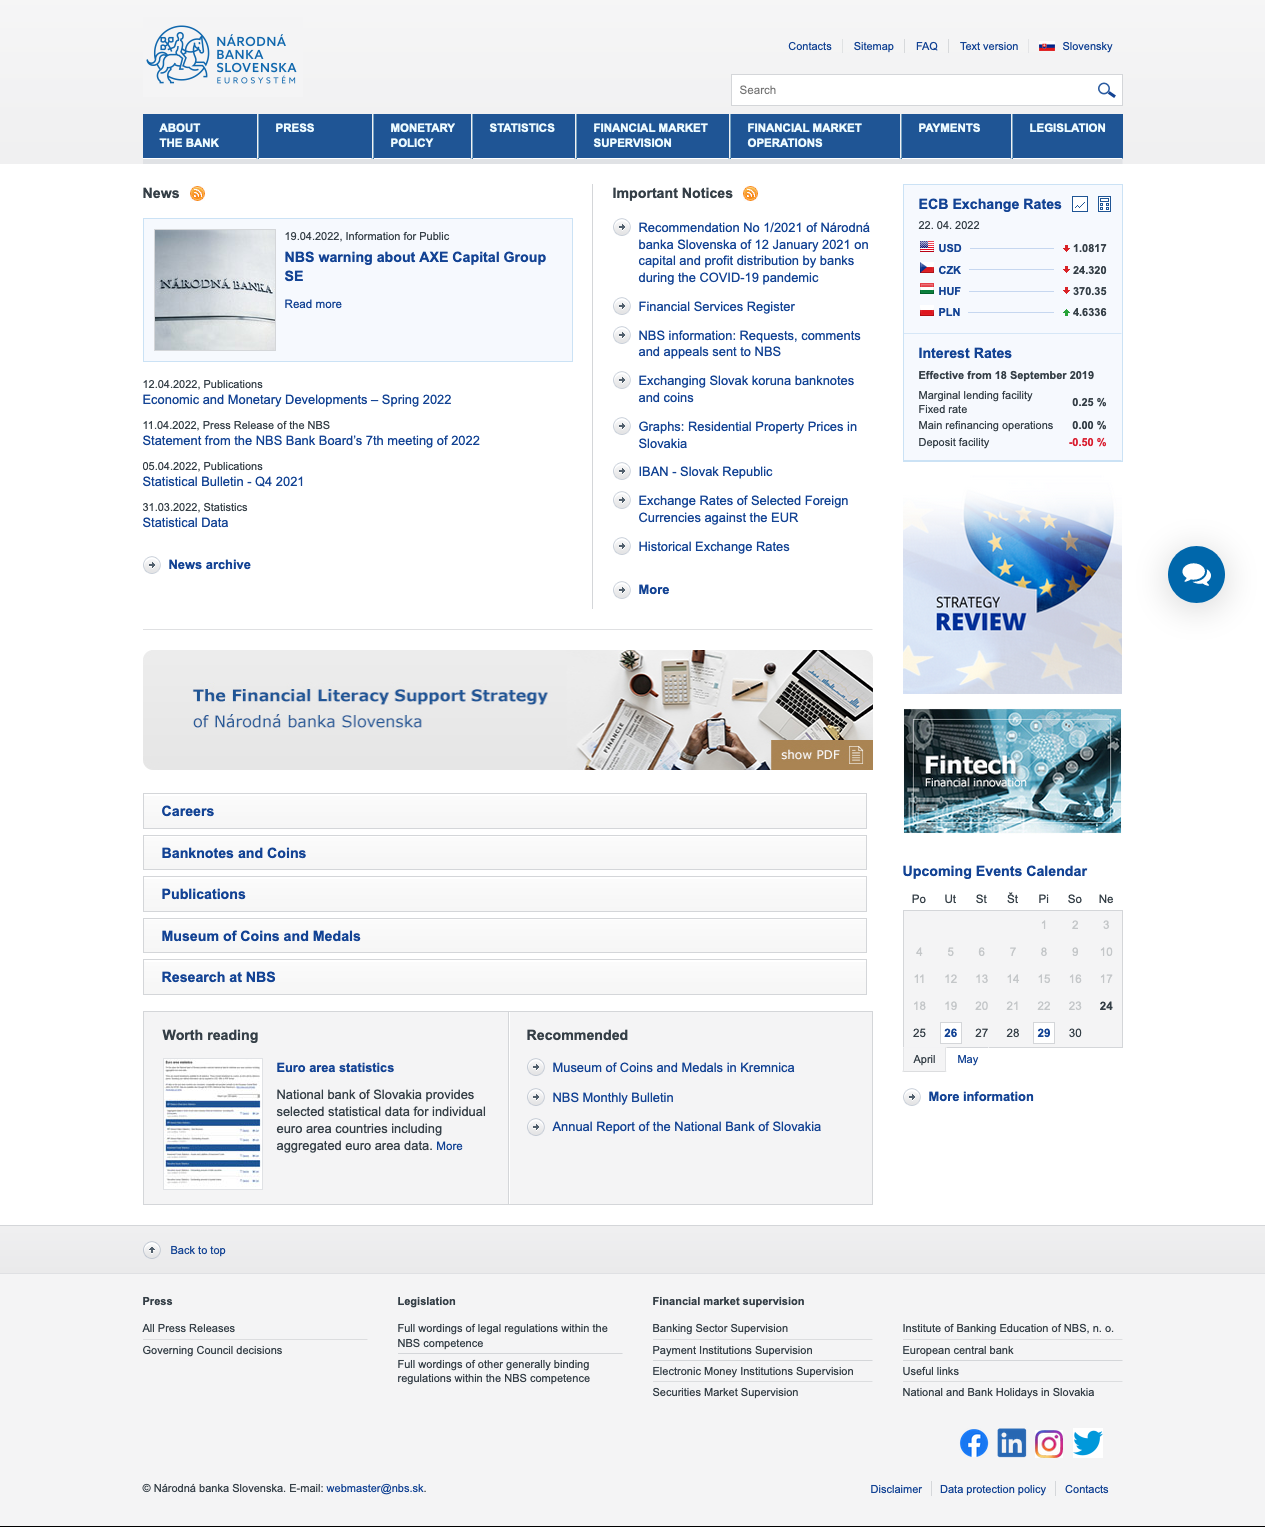 NÁRODNÁ
BANKA
SLOVENSKA
EUROSYSTÉM
Contacts
Sitemap
FAQ
Text version
Slovensky
Search
ABOUT
THE BANK
PRESS
MONETARY
POLICY
STATISTICS
FINANCIAL MARKET
SUPERVISION
FINANCIAL MARKET
OPERATIONS
PAYMENTS
LEGISLATION
News
NÁRODNÁ BANKA
19.04.2022, Information for Public
NBS warning about AXE Capital Group
SE
Read more
12.04.2022, Publications
Economic and Monetary Developments – Spring 2022
11.04.2022, Press Release of the NBS
Statement from the NBS Bank Board's 7th meeting of 2022
05.04.2022, Publications
Statistical Bulletin - Q4 2021
31.03.2022, Statistics
Statistical Data
News archive
Important Notices
Recommendation No 1/2021 of Národná
banka Slovenska of 12 January 2021 on
capital and profit distribution by banks
during the COVID-19 pandemic
Financial Services Register
NBS information: Requests, comments
and appeals sent to NBS
Exchanging Slovak koruna banknotes
and coins
Graphs: Residential Property Prices in
Slovakia
IBAN - Slovak Republic
Exchange Rates of Selected Foreign
Currencies against the EUR
Historical Exchange Rates
More
ECB Exchange Rates
22. 04. 2022
USD 1.0817
CZK 24.320
HUF 370.35
PLN 4.6336
Interest Rates
Effective from 18 September 2019
Marginal lending facility
Fixed rate 0.25 %
Main refinancing operations 0.00 %
Deposit facility -0.50 %
STRATEGY
REVIEW
The Financial Literacy Support Strategy
of Národná banka Slovenska
FINANCIE
show PDF
Fintech
Financial innovation
Careers
Banknotes and Coins
Publications
Museum of Coins and Medals
Research at NBS
Upcoming Events Calendar
Po Ut St Št Pi So Ne
1 2 3
4 5 6 7 8 9 10
11 12 13 14 15 16 17
18 19 20 21 22 23 24
25 26 27 28 29 30
April May
More information
Worth reading
Euro area statistics
National bank of Slovakia provides
selected statistical data for individual
euro area countries including
aggregated euro area data. More
Recommended
Museum of Coins and Medals in Kremnica
NBS Monthly Bulletin
Annual Report of the National Bank of Slovakia
Back to top
Press
All Press Releases
Governing Council decisions
Legislation
Full wordings of legal regulations within the
NBS competence
Full wordings of other generally binding
regulations within the NBS competence
Financial market supervision
Banking Sector Supervision
Payment Institutions Supervision
Electronic Money Institutions Supervision
Securities Market Supervision
Institute of Banking Education of NBS, n. o.
European central bank
Useful links
National and Bank Holidays in Slovakia
© Národná banka Slovenska. E-mail: webmaster@nbs.sk.
Disclaimer
Data protection policy
Contacts